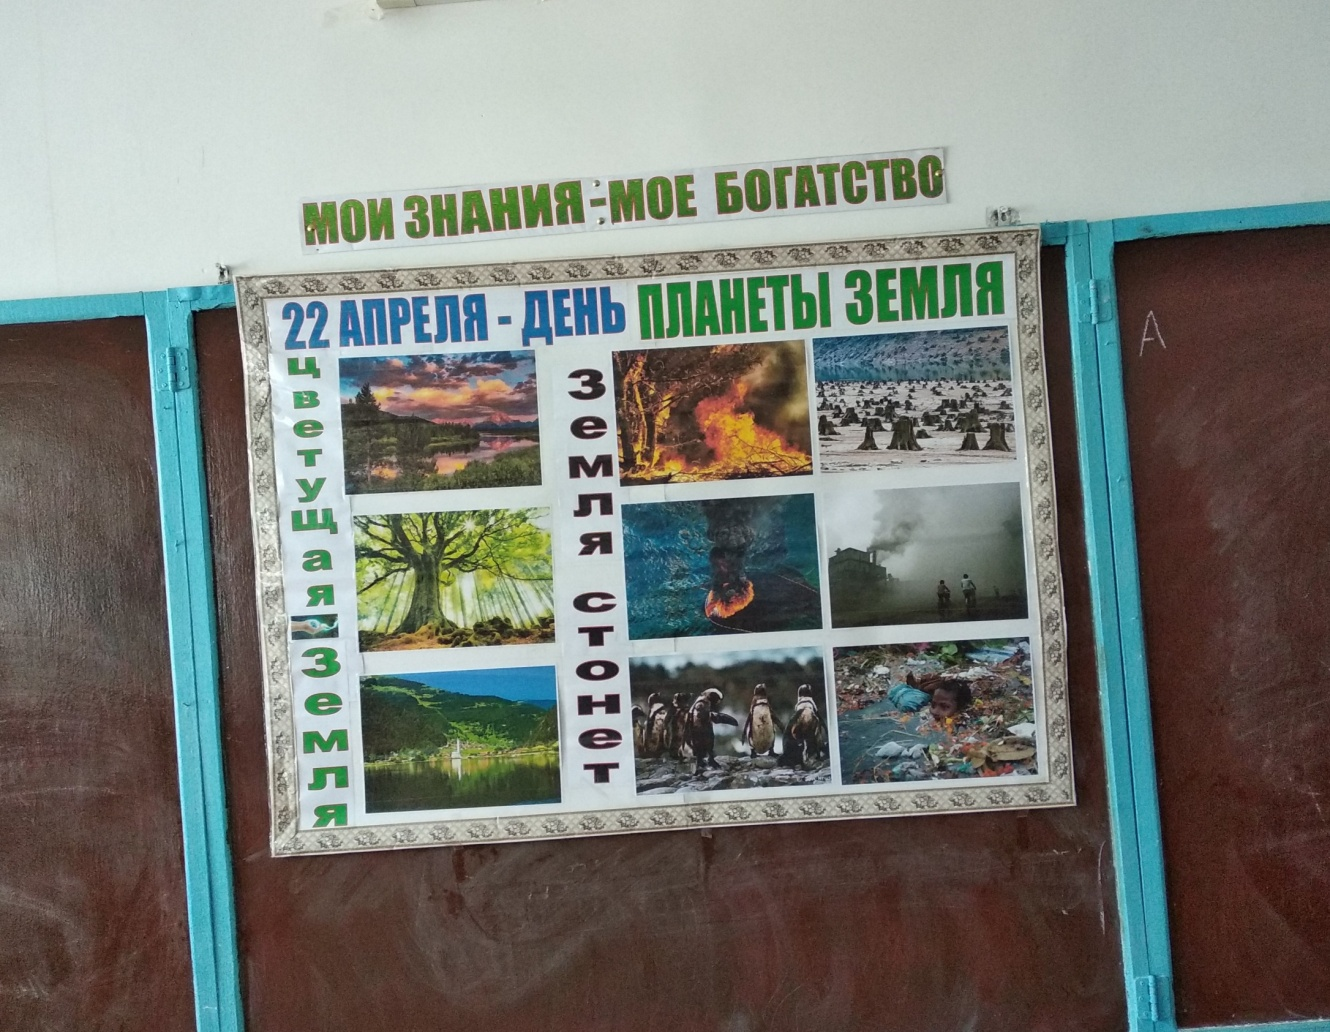 МОИ ЗНАНИЯ-МОЕ БОГАТСТВО
22 АПРЕЛЯ - ДЕНЬ ПЛАНЕТЫ ЗЕМЛЯ
Цветущая Земля
Земля стонет
А